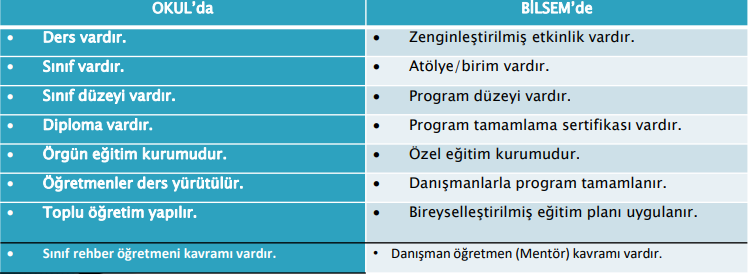 OKUL’da BİLSEM’de
• Ders vardır. • Zenginleştirilmiş etkinlik vardır.
• Sınıf vardır. • Atölye/birim vardır.
• Sınıf düzeyi vardır. • Program düzeyi vardır.
• Diploma vardır. • Program tamamlama sertifikası vardır.
• Örgün eğitim kurumudur. • Özel eğitim kurumudur.
• Öğretmenler ders yürütülür. • Danışmanlarla program tamamlanır.
• Toplu öğretim yapılır. • Bireyselleştirilmiş eğitim planı uygulanır.
• Sınıf rehber öğretmeni kavramı vardır. • Danışman öğretmen (Mentör) kavramı vardır.